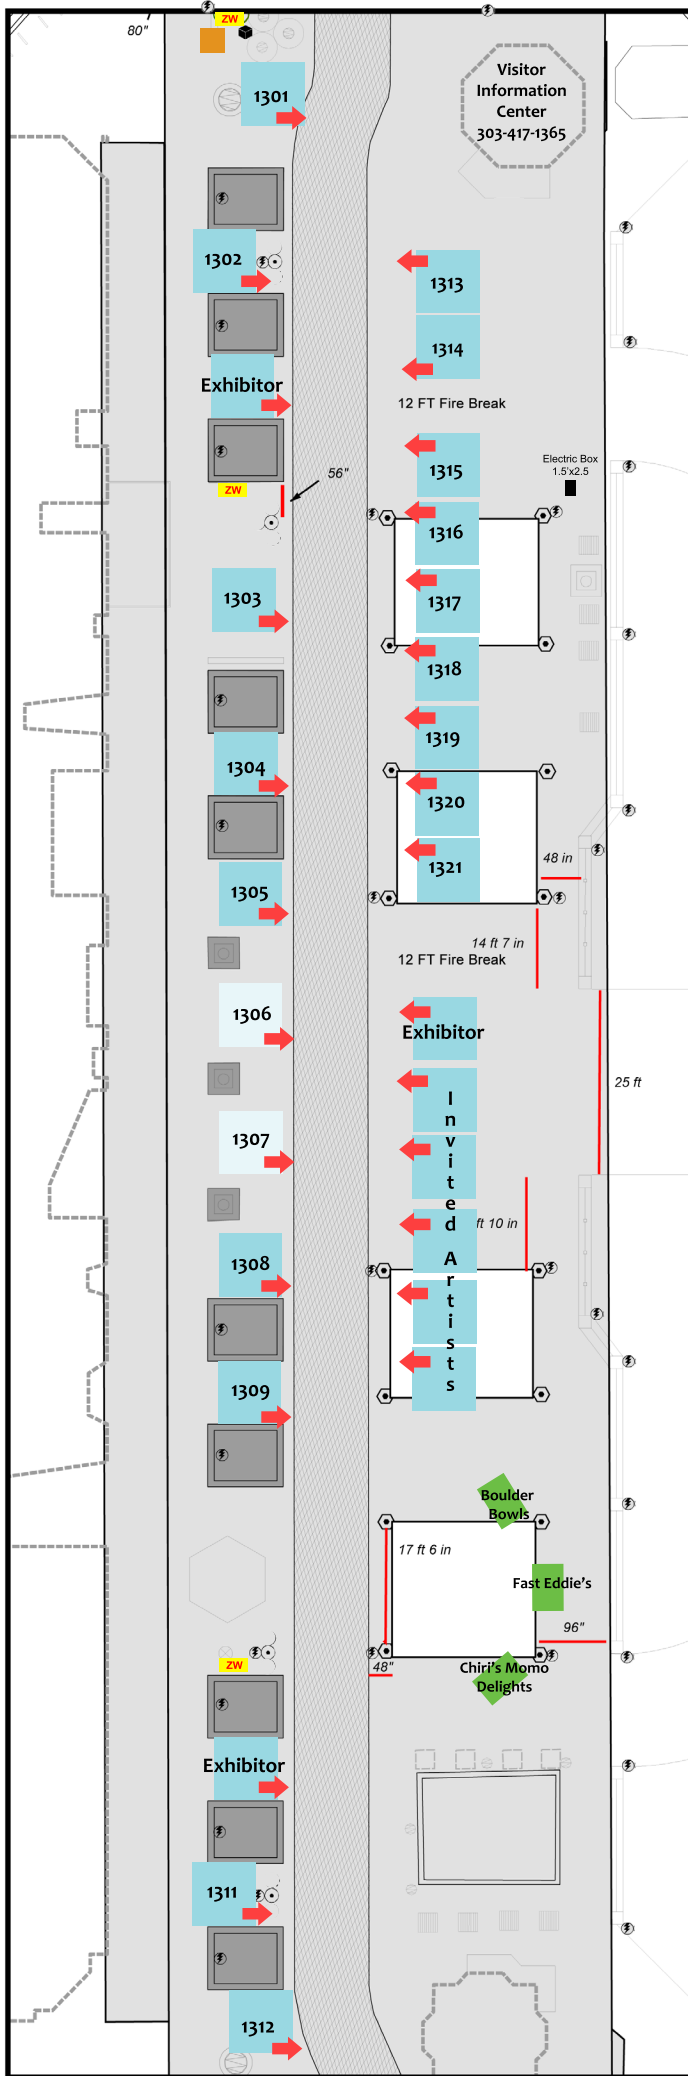 ZW
80"
1301
Visitor
Information
Center
303-417-1365
1302
1313
1314
Exhibitor
12 FT Fire Break
1315
Electric Box
1.5'x2.5
56"
ZW
1316
1303
1317
1318
1319
1304
1320
1321
48 in
1305
14 ft 7 in
12 FT Fire Break
1306
Exhibitor
25 ft
Invited Artists
1307
ft 10 in
1308
1309
Boulder
Bowls
17 ft 6 in
Fast Eddie's
96"
ZW
48"
Chiri's Momo
Delights
Exhibitor
1311
1312